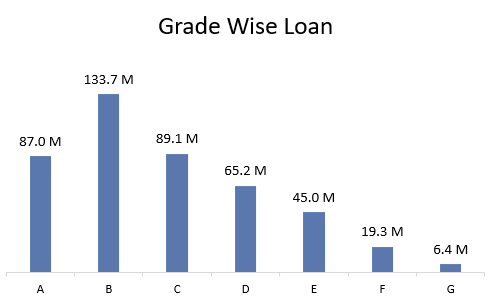 Grade Wise Loan
133.7 M
87.0 M
89.1 M
65.2 M
45.0 M
19.3 M
6.4 M
A B C D E F G